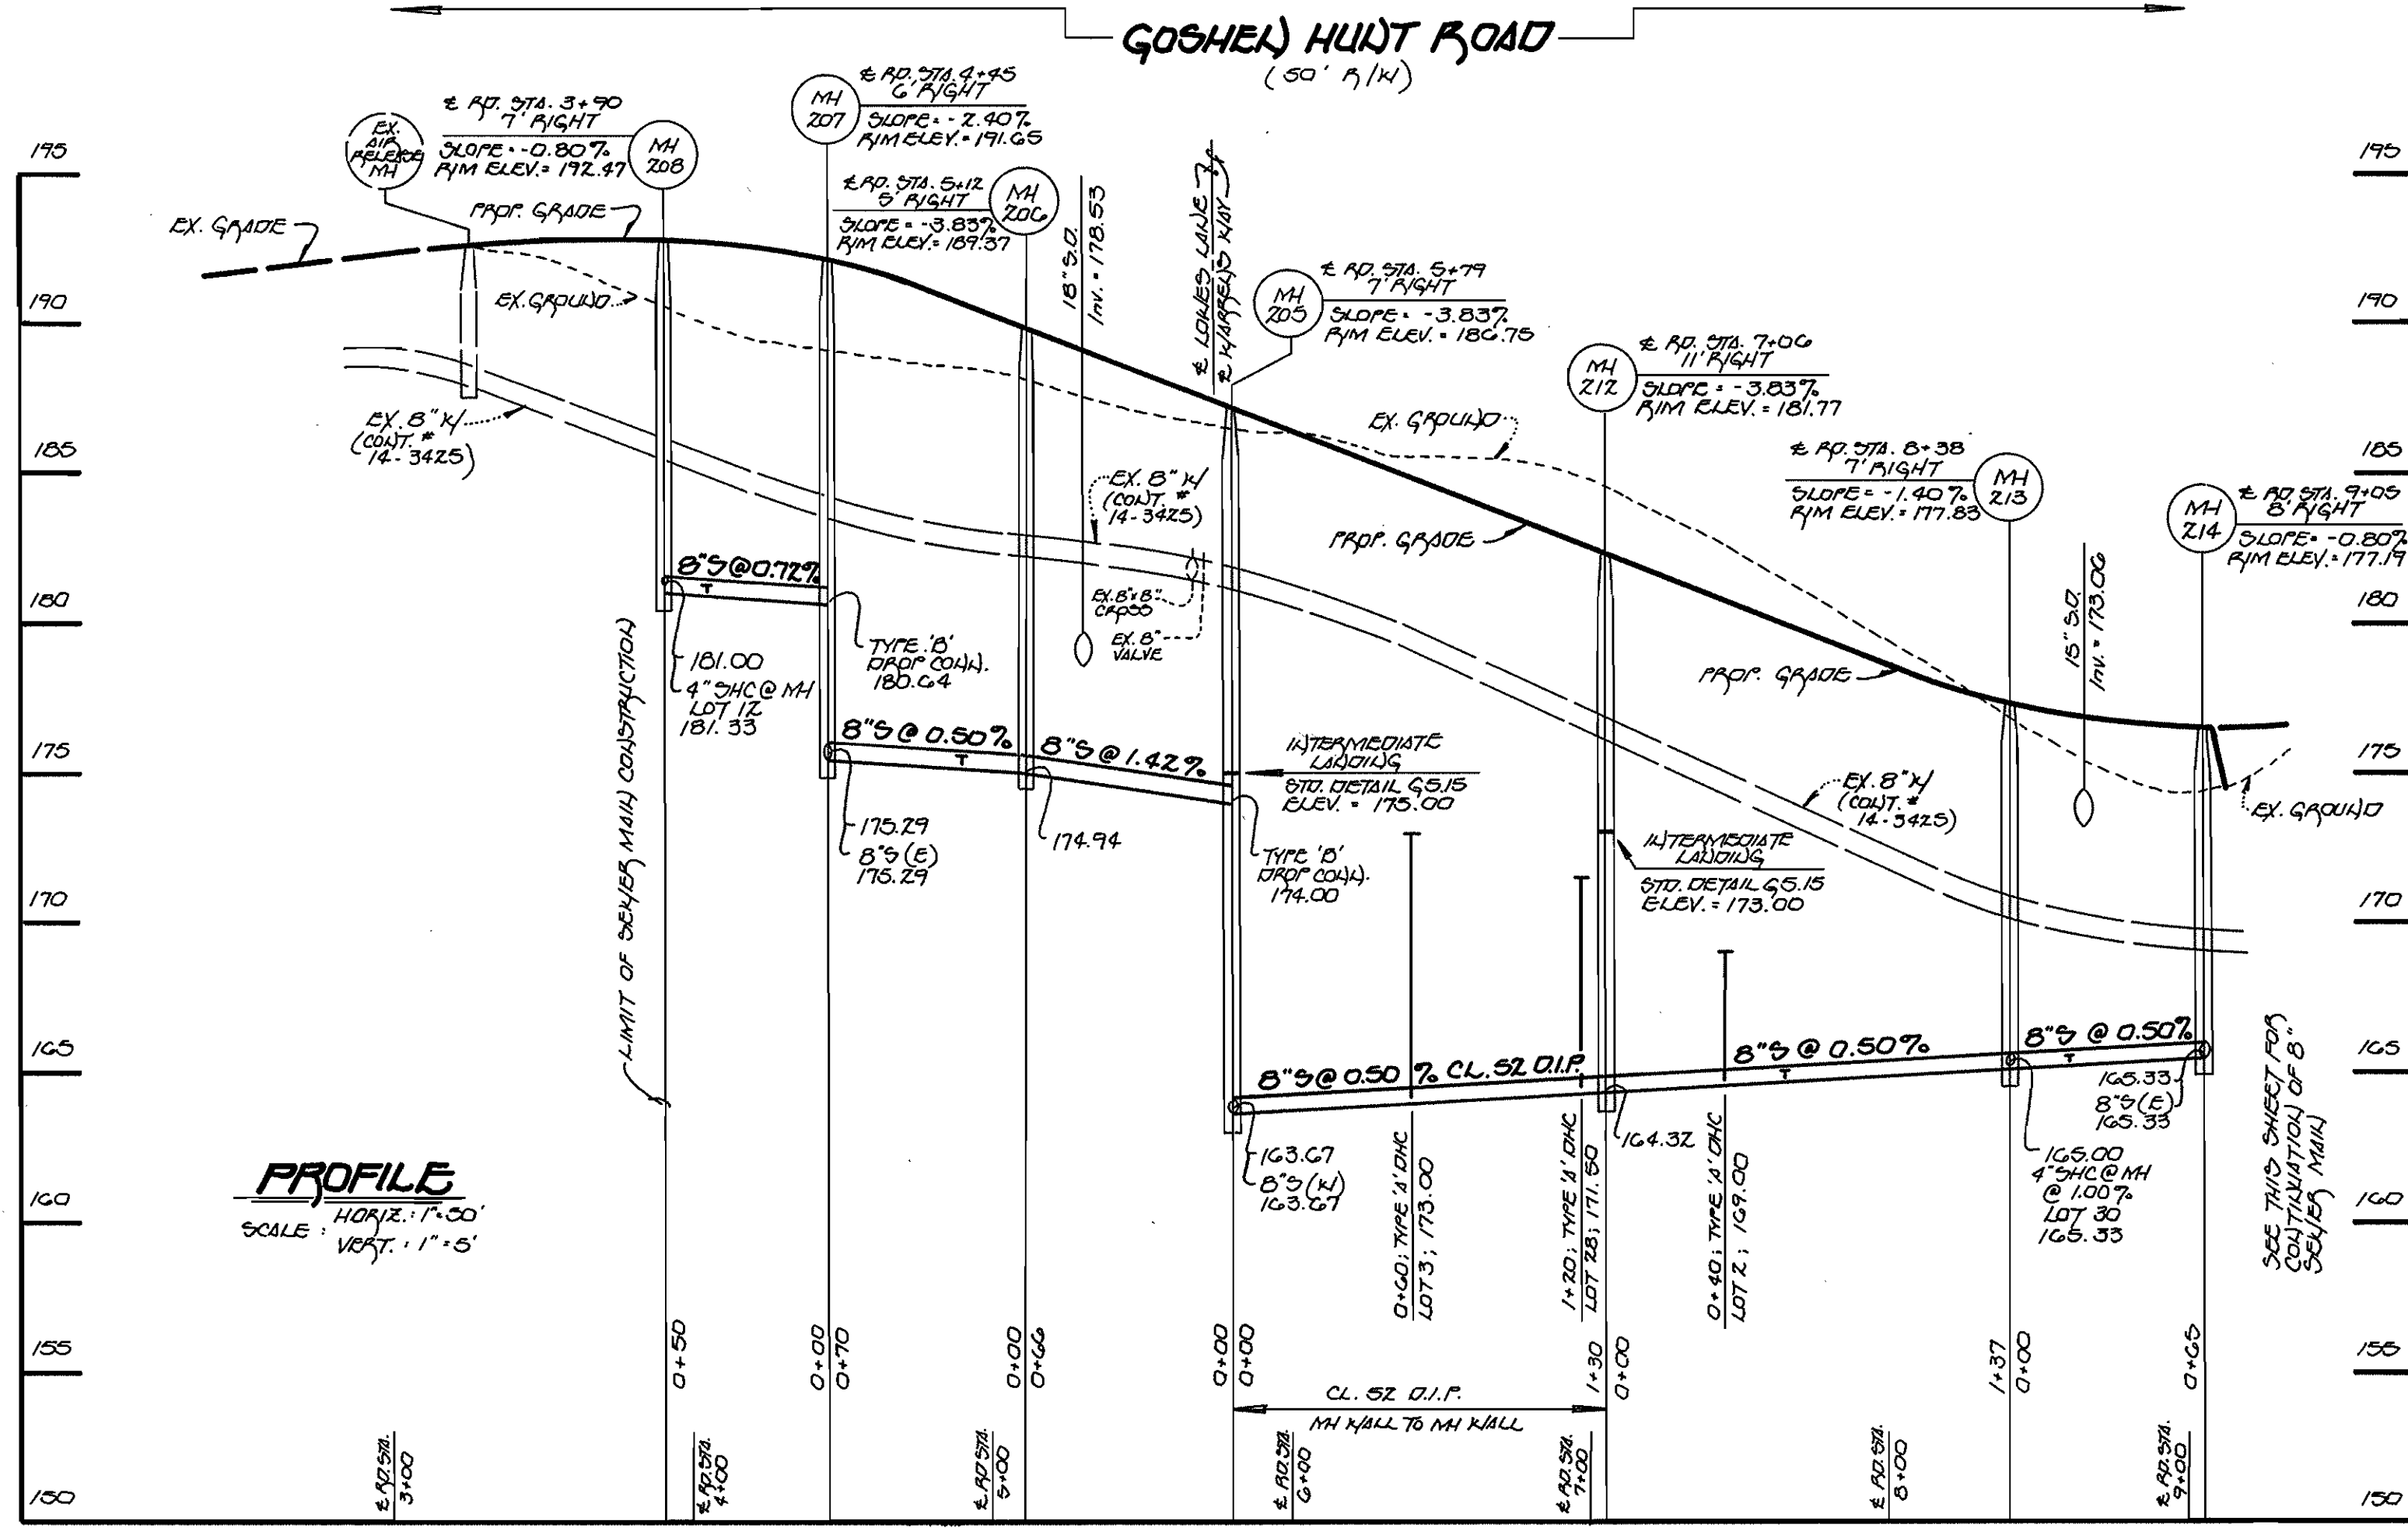 GOSHEN HUNT ROAD
(50' R/W)
EX.
AIR
RELEASE
MH
℄ RD. STA. 3+90
7' RIGHT
SLOPE = -0.80%
RIM ELEV. = 192.47
MH
208
MH
207
℄ RD. STA. 4+45
6' RIGHT
SLOPE = -2.40%
RIM ELEV. = 191.65
℄ RD. STA. 5+12
5' RIGHT
SLOPE = -3.83%
RIM ELEV. = 189.37
MH
206
18" S.D.
Inv. = 178.53
℄ LOWES LANE
℄ WARRENS WAY
MH
205
℄ RD. STA. 5+79
7' RIGHT
SLOPE = -3.83%
RIM ELEV. = 186.75
MH
212
℄ RD. STA. 7+06
11' RIGHT
SLOPE = -3.83%
RIM ELEV. = 181.77
℄ RD. STA. 8+38
7' RIGHT
SLOPE = -1.40%
RIM ELEV. = 177.83
MH
213
MH
214
℄ RD. STA. 9+05
8' RIGHT
SLOPE = -0.80%
RIM ELEV. = 177.19
195
190
185
180
175
170
165
160
155
150
195
190
185
180
175
170
165
160
155
150
EX. GRADE
PROP. GRADE
EX. GROUND
EX. 8" W
(CONT. #
14-3425)
EX. 8" W
(CONT. #
14-3425)
EX. 8"x8"
CROSS
EX. 8"
VALVE
EX. GROUND
PROP. GRADE
PROP. GRADE
15" S.D.
Inv. = 173.06
EX. 8" W
(CONT. #
14-3425)
EX. GROUND
8"S @ 0.72%
181.00
4" SHC @ MH
LOT 12
181.33
TYPE 'B'
DROP CONN.
180.64
LIMIT OF SEWER MAIN CONSTRUCTION
8"S @ 0.50%
8"S @ 1.42%
175.29
8"S (E)
175.29
174.94
INTERMEDIATE
LANDING
STD. DETAIL G5.15
ELEV. = 175.00
TYPE 'B'
DROP CONN.
174.00
INTERMEDIATE
LANDING
STD. DETAIL G5.15
ELEV. = 173.00
8"S @ 0.50 % CL. 52 D.I.P.
8"S @ 0.50%
8"S @ 0.50%
163.67
8"S (W)
163.67
0+60; TYPE 'A' DHC
LOT 3; 173.00
1+20; TYPE 'A' DHC
LOT 28; 171.50
164.32
0+40; TYPE 'A' DHC
LOT 2; 169.00
165.00
4" SHC @ MH
@ 1.00%
LOT 30
165.33
165.33
8"S (E)
165.33
SEE THIS SHEET FOR
CONTINUATION OF 8"
SEWER MAIN
PROFILE
SCALE :
HORIZ.: 1"=50'
VERT. : 1"=5'
0+50
0+00
0+70
0+00
0+66
0+00
0+00
1+30
0+00
1+37
0+00
0+65
CL. 52 D.I.P.
MH WALL TO MH WALL
℄ RD. STA.
3+00
℄ RD. STA.
4+00
℄ RD. STA.
5+00
℄ RD. STA.
6+00
℄ RD. STA.
7+00
℄ RD. STA.
8+00
℄ RD. STA.
9+00